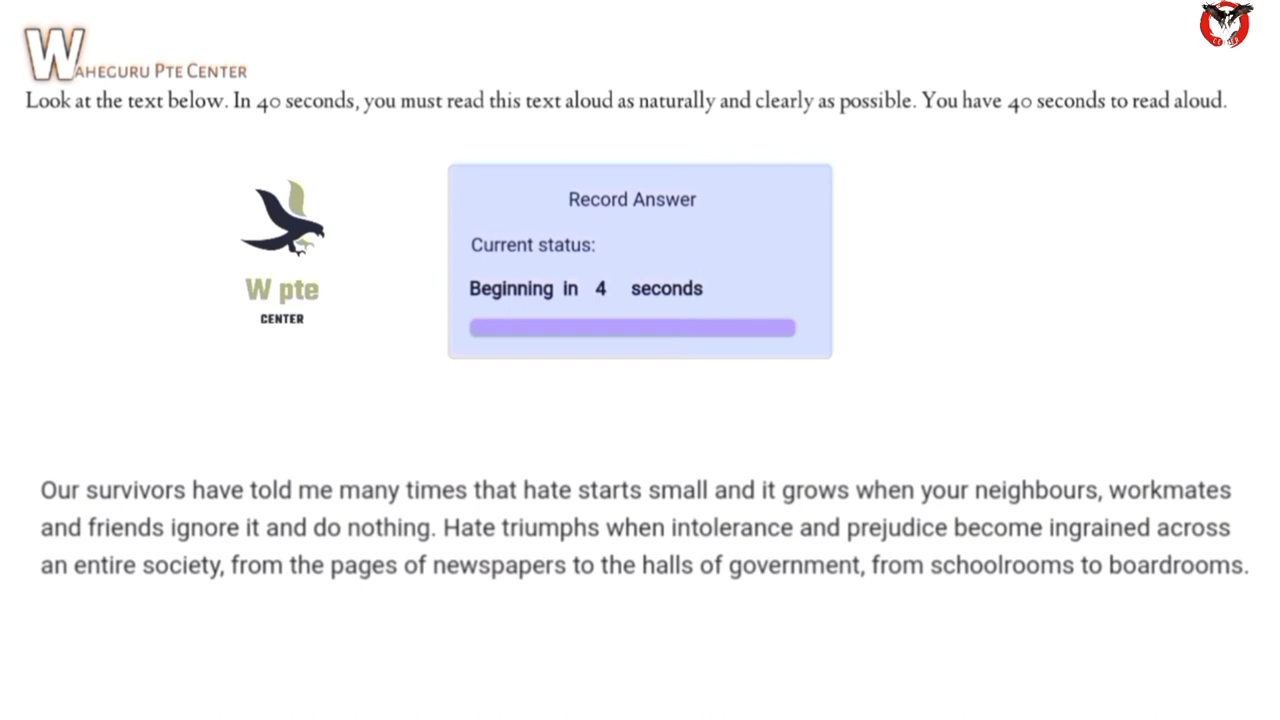 WAHEGURU PTE CENTER
Look at the text below. In 40 seconds, you must read this text aloud as naturally and clearly as possible. You have 40 seconds to read aloud.
Record Answer
Current status:
Beginning in 4 seconds
W pte
CENTER
Our survivors have told me many times that hate starts small and it grows when your neighbours, workmates
and friends ignore it and do nothing. Hate triumphs when intolerance and prejudice become ingrained across
an entire society, from the pages of newspapers to the halls of government, from schoolrooms to boardrooms.